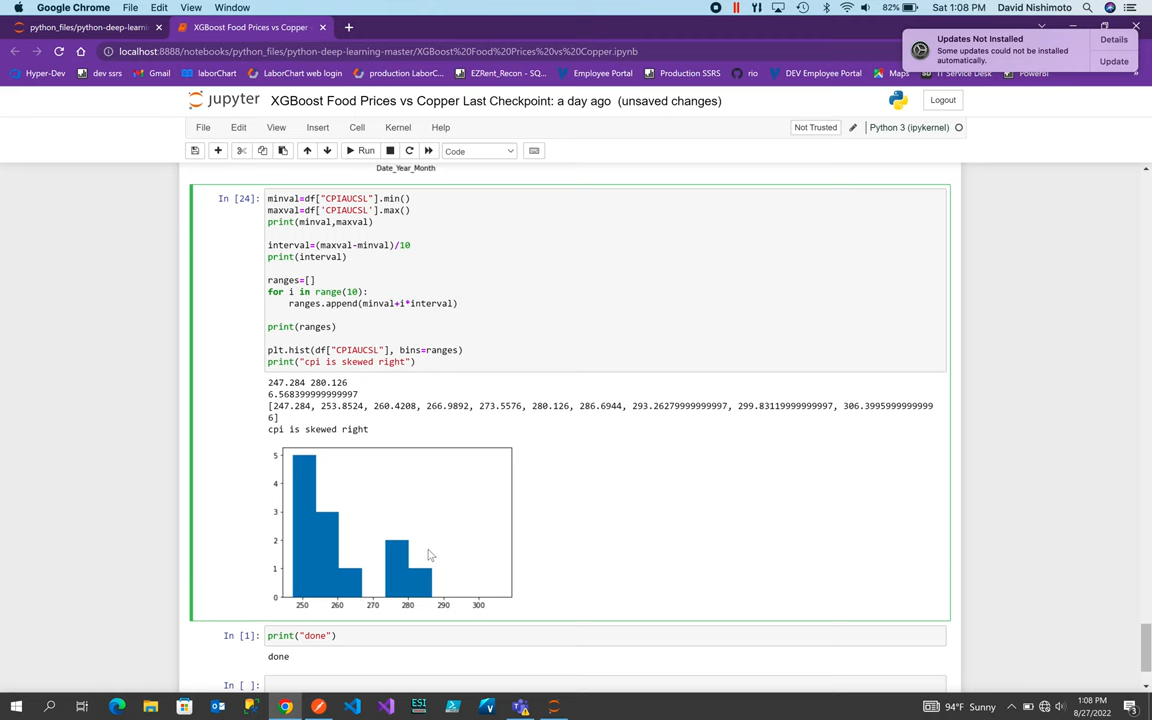 Google Chrome File Edit View Window 82% Sat 1:08 PM David Nishimoto
python_files/python-deep-learni XGBoost Food Prices vs Copper
localhost:8888/notebooks/python_files/python-deep-learning-master/XGBoost%20Food%20Prices%20vs%20Copper.ipynb
Updates Not Installed
Some updates could not be installed automatically.
Details
Update
Hyper-Dev dev ssrs Gmail laborChart LaborChart web login production LaborC... EZRent_Recon - SQ... Employee Portal Production SSRS rio DEV Employee Portal Maps IT Service Desk PowerBI
jupyter XGBoost Food Prices vs Copper Last Checkpoint: a day ago (unsaved changes) Logout
File Edit View Insert Cell Kernel Help Not Trusted Python 3 (ipykernel)
Run Code
Date_Year_Month
In [24]: minval=df["CPIAUCSL"].min()
maxval=df['CPIAUCSL'].max()
print(minval,maxval)
interval=(maxval-minval)/10
print(interval)
ranges=[]
for i in range(10):
ranges.append(minval+i*interval)
print(ranges)
plt.hist(df["CPIAUCSL"], bins=ranges)
print("cpi is skewed right")
247.284 280.126
6.568399999999997
[247.284, 253.8524, 260.4208, 266.9892, 273.5576, 280.126, 286.6944, 293.26279999999997, 299.83119999999997, 306.3995999999999
6]
cpi is skewed right
5
4
3
2
1
0
250 260 270 280 290 300
In [1]: print("done")
done
In [ ]:
94°F Sunny 1:08 PM
8/27/2022